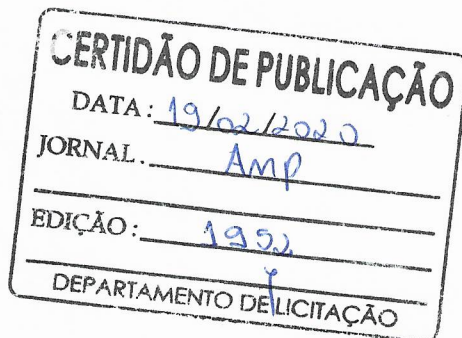 CERTIDÃO DE PUBLICAÇÃO
DATA: 19/02/2020
JORNAL. AMP
EDIÇÃO: 1952
DEPARTAMENTO DE LICITAÇÃO